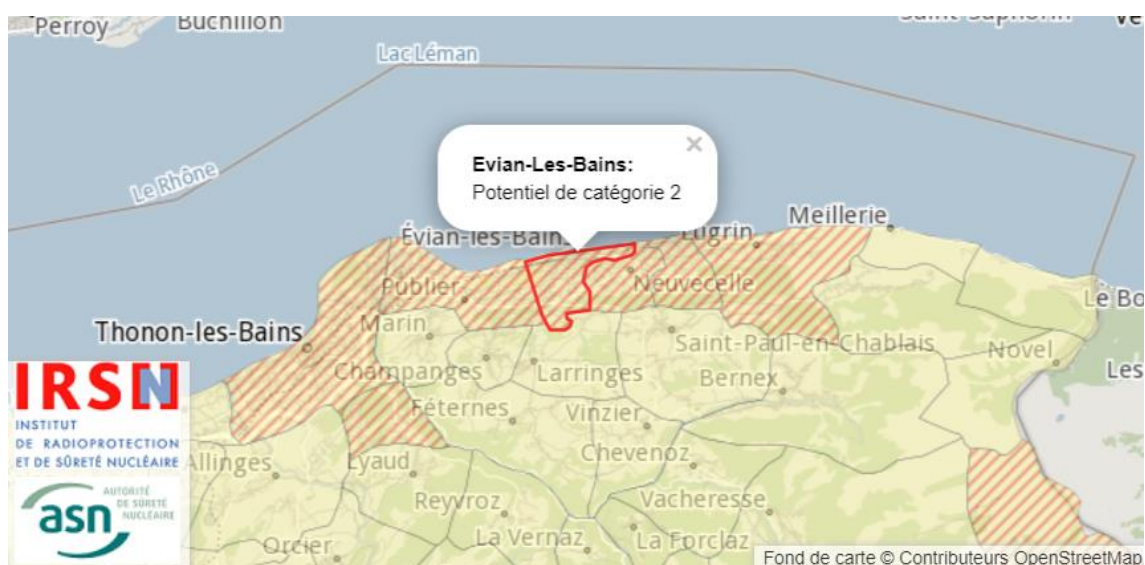 Perroy
Buchillon
Lac Léman
Le Rhône
Evian-Les-Bains:
Potentiel de catégorie 2
×
Meillerie
Évian-les-Bains
Lugrin
Publier
Neuvecelle
Thonon-les-Bains
Marin
Saint-Paul-en-Chablais
Novel
Le Bo
Champanges
Larringes
Bernex
Les
Féternes
Vinzier
Chevenoz
Allinges
Lyaud
Reyvroz
Vacheresse
Orcier
La Vernaz
La Forclaz
IRSN
INSTITUT
DE RADIOPROTECTION
ET DE SÛRETÉ NUCLÉAIRE
asn
AUTORITÉ
DE SÛRETÉ
NUCLÉAIRE
Fond de carte © Contributeurs OpenStreetMap